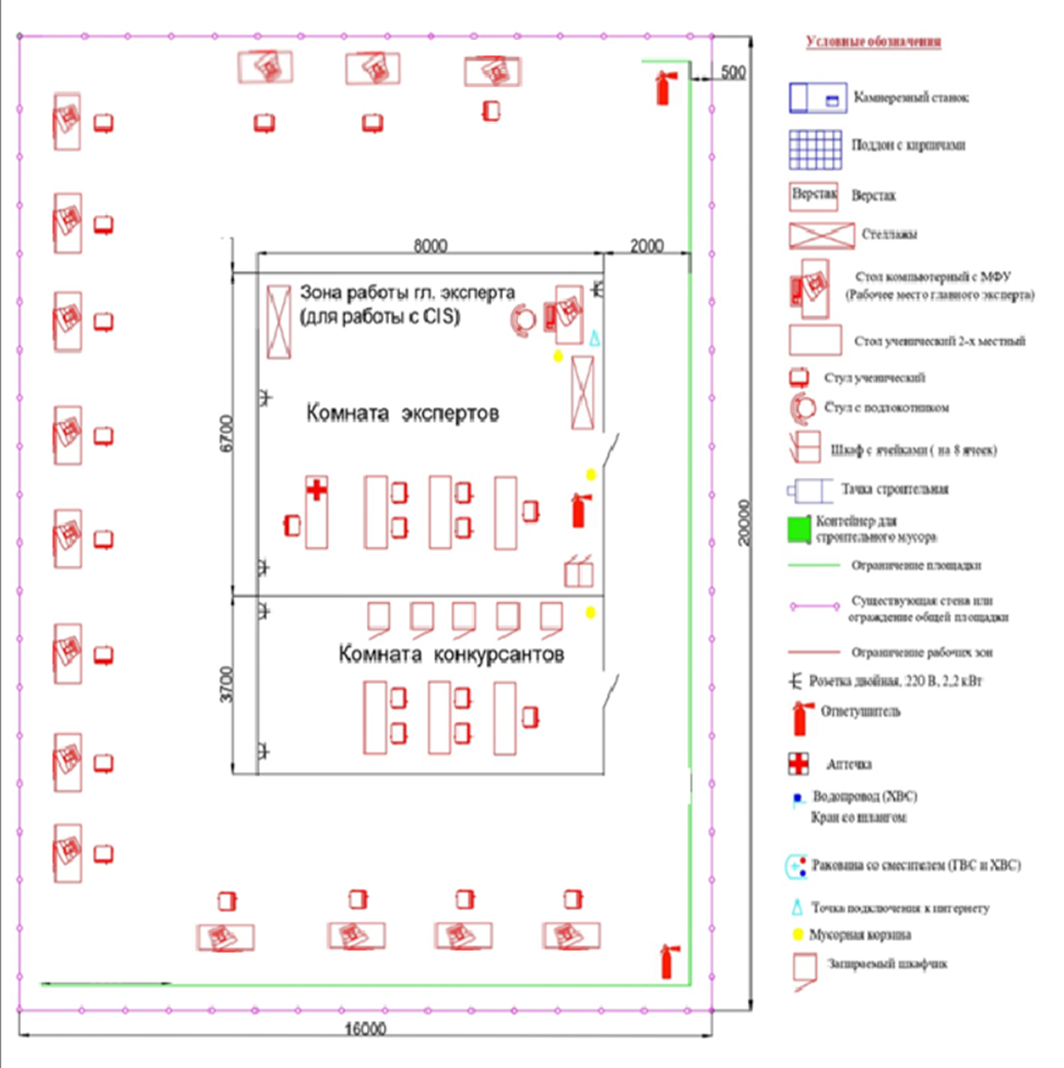 500
8000
2000
Зона работы гл. эксперта
(для работы с CIS)
Комната экспертов
6700
Комната конкурсантов
3700
20000
16000
Условные обозначения
Камнерезный станок
Поддон с кирпичами
Верстак Верстак
Стеллажы
Стол компьютерный с МФУ
(Рабочее место главного эксперта)
Стол ученический 2-х местный
Стул ученический
Стул с подлокотником
Шкаф с ячейками ( на 8 ячеек)
Тачка строительная
Контейнер для
строительного мусора
Ограничение площадки
Существующая стена или
ограждение общей площадки
Ограничение рабочих зон
Розетка двойная, 220 В, 2,2 кВт
Огнетушитель
Аптечка
Водопровод (ХВС)
Кран со шлангом
Раковина со смесителем (ГВС и ХВС)
Точка подключения к интернету
Мусорная корзина
Запираемый шкафчик